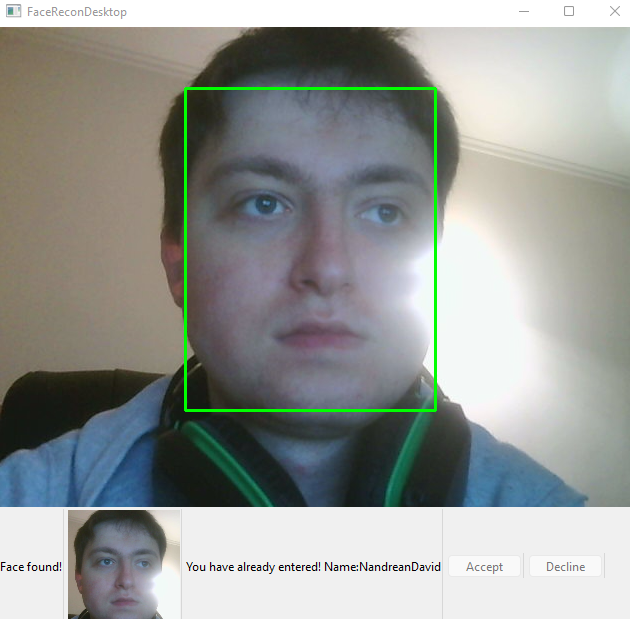 FaceReconDesktop
Face found!
You have already entered! Name:NandreanDavid
Accept
Decline